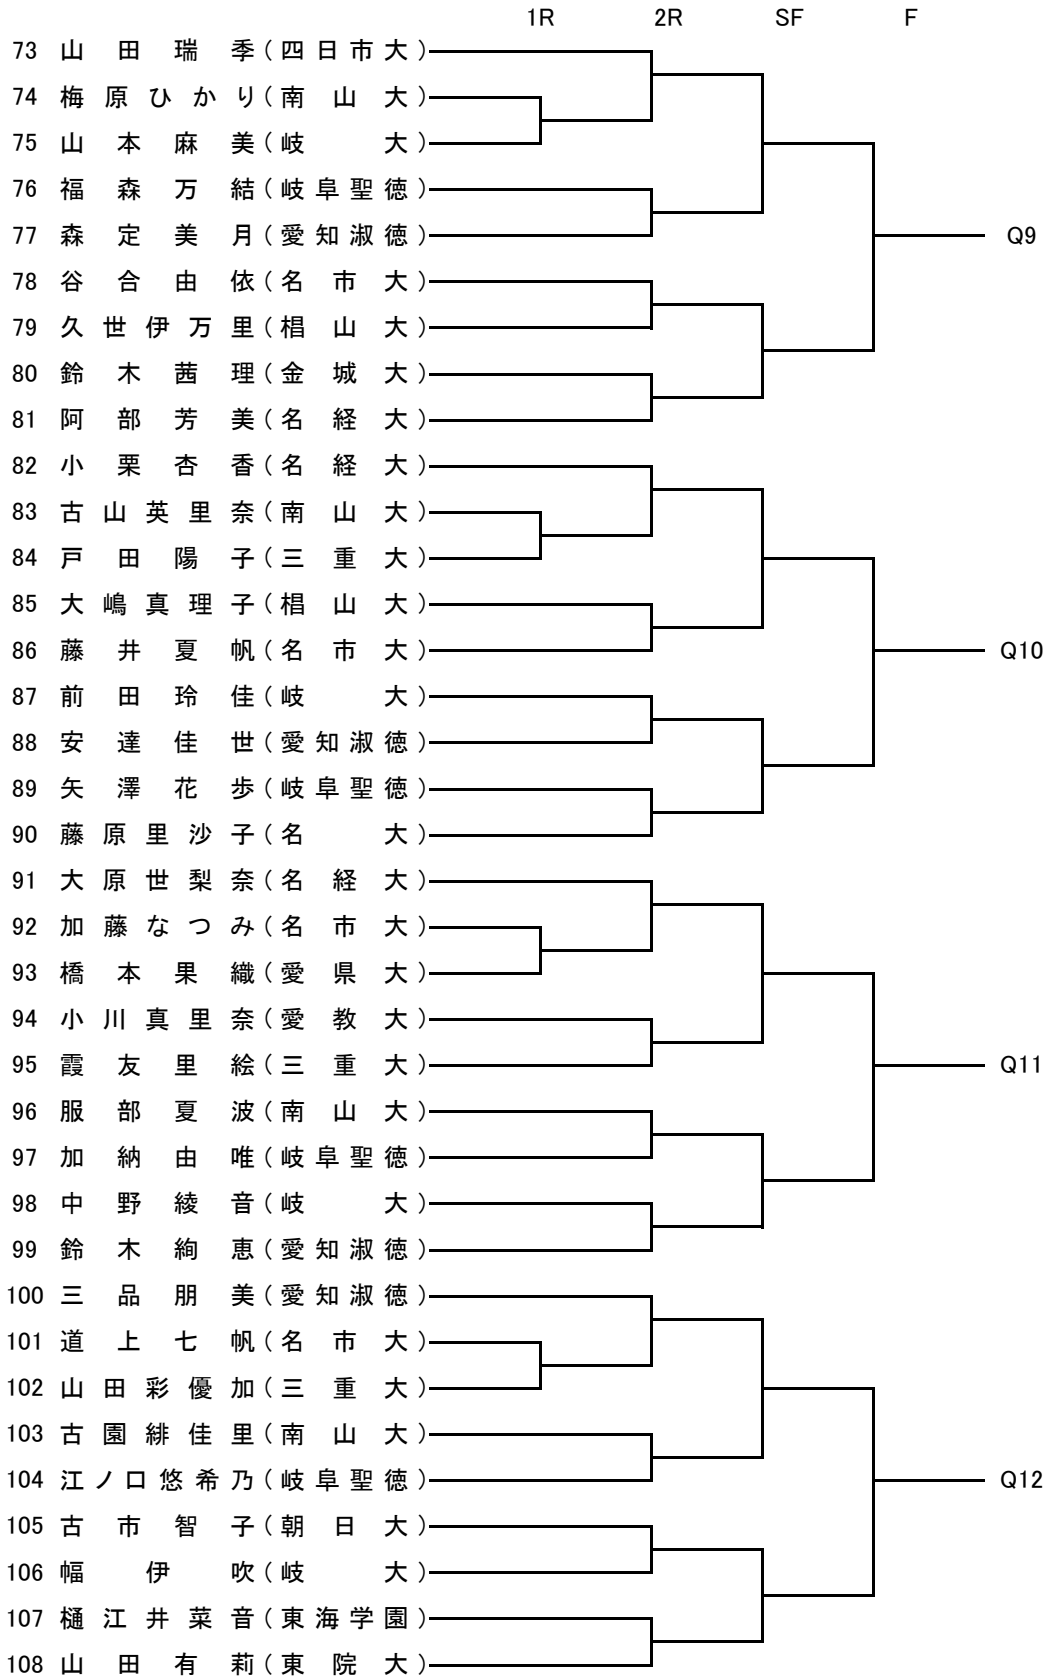 1R 2R SF F
73 山田瑞季(四日市大)
74 梅原ひかり(南山大)
75 山本麻美(岐大)
76 福森万結(岐阜聖徳)
77 森定美月(愛知淑徳)
Q9
78 谷合由依(名市大)
79 久世伊万里(椙山大)
80 鈴木茜理(金城大)
81 阿部芳美(名経大)
82 小栗杏香(名経大)
83 古山英里奈(南山大)
84 戸田陽子(三重大)
85 大嶋真理子(椙山大)
86 藤井夏帆(名市大)
Q10
87 前田玲佳(岐大)
88 安達佳世(愛知淑徳)
89 矢澤花歩(岐阜聖徳)
90 藤原里沙子(名大)
91 大原世梨奈(名経大)
92 加藤なつみ(名市大)
93 橋本果織(愛県大)
94 小川真里奈(愛教大)
95 霞友里絵(三重大)
Q11
96 服部夏波(南山大)
97 加納由唯(岐阜聖徳)
98 中野綾音(岐大)
99 鈴木絢恵(愛知淑徳)
100 三品朋美(愛知淑徳)
101 道上七帆(名市大)
102 山田彩優加(三重大)
103 古園緋佳里(南山大)
104 江ノ口悠希乃(岐阜聖徳)
Q12
105 古市智子(朝日大)
106 幅伊吹(岐大)
107 樋江井菜音(東海学園)
108 山田有莉(東院大)